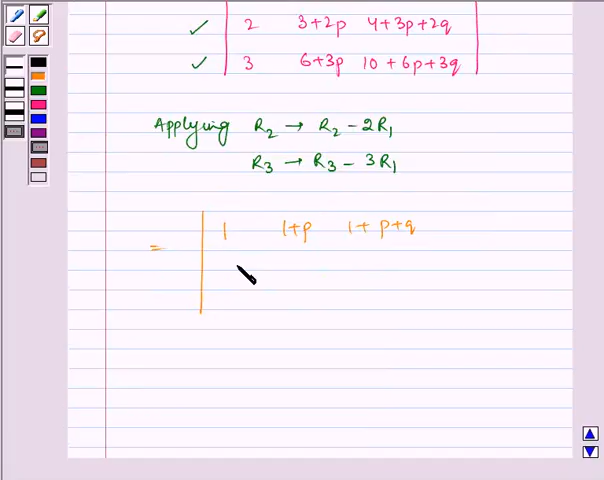 2 3+2p 4+3p+2q
3 6+3p 10+6p+3q
Applying R₂ → R₂ - 2R₁
R₃ → R₃ - 3R₁
= 1 1+p 1+p+q